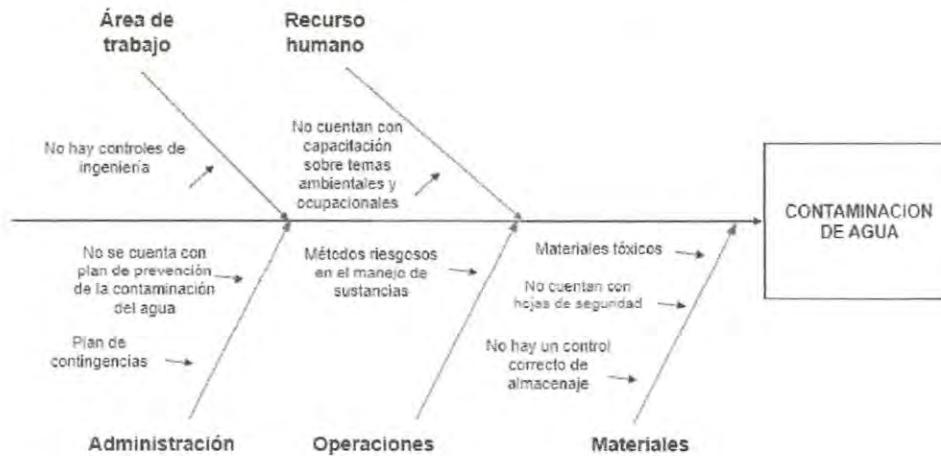 Área de
trabajo
Recurso
humano
No hay controles de
ingeniería
No cuentan con
capacitación
sobre temas
ambientales y
ocupacionales
CONTAMINACION
DE AGUA
No se cuenta con
plan de prevención
de la contaminación
del agua
Plan de
contingencias
Métodos riesgosos
en el manejo de
sustancias
Materiales tóxicos
No cuentan con
hojas de seguridad
No hay un control
correcto de
almacenaje
Administración
Operaciones
Materiales